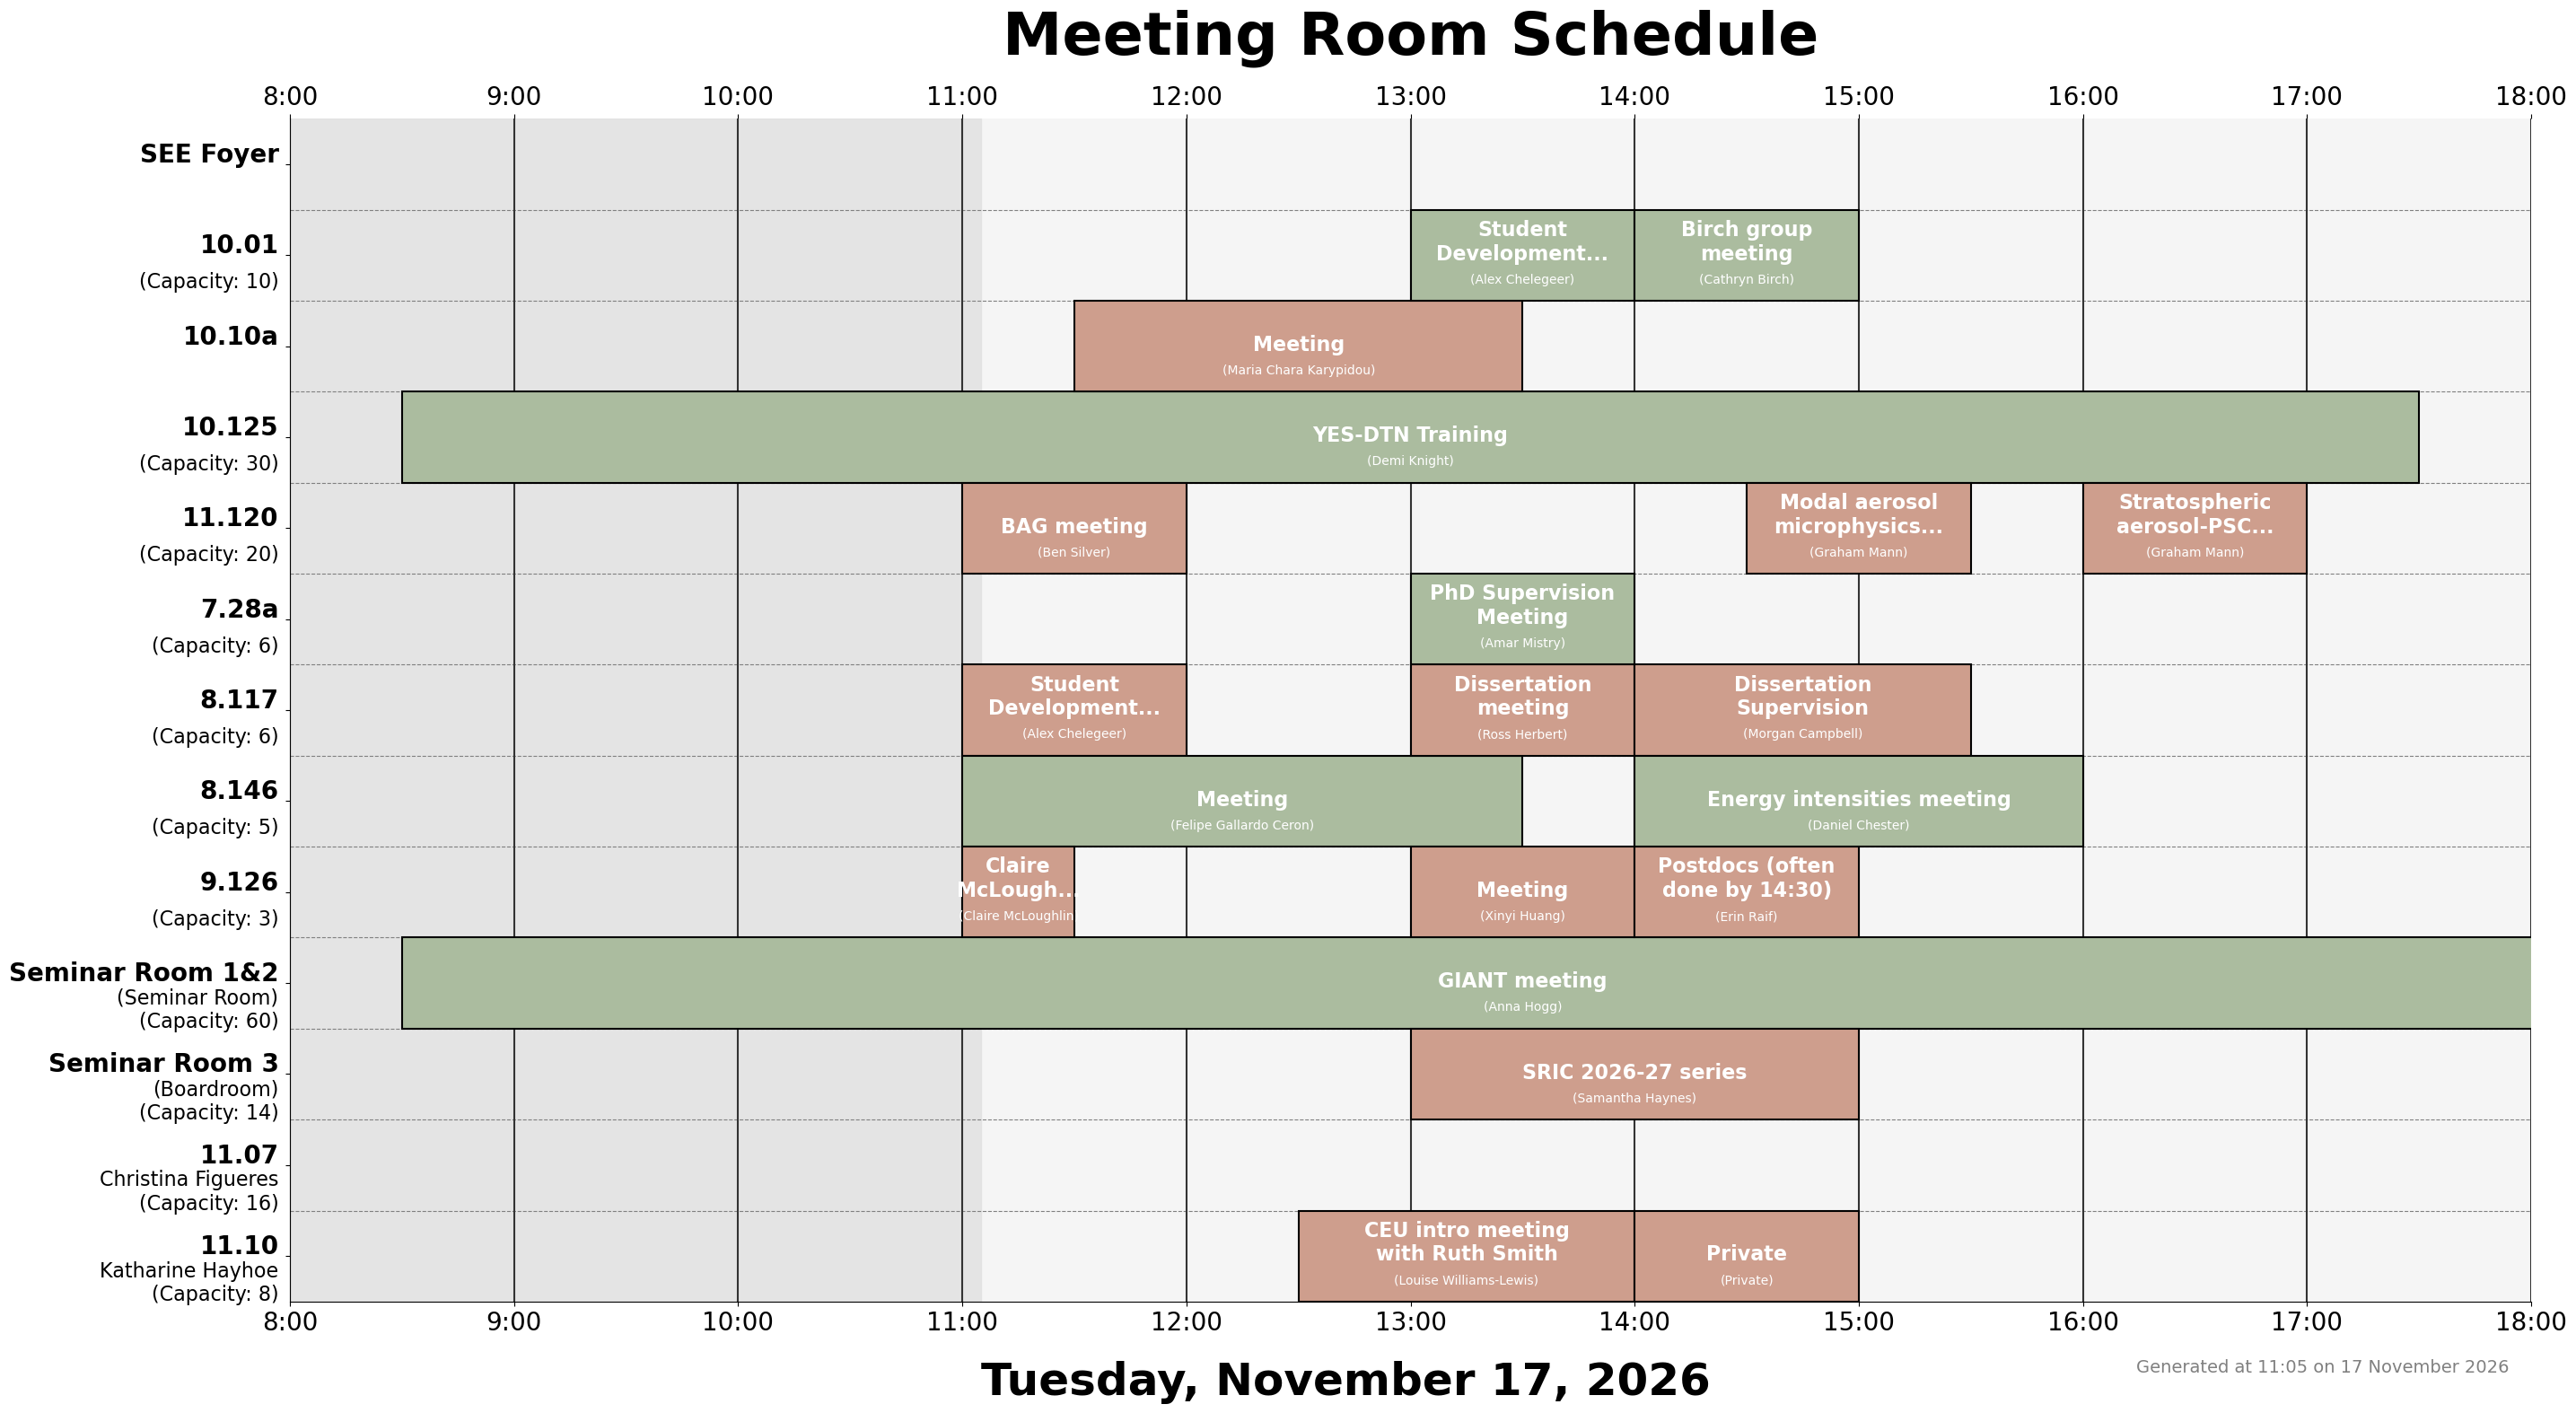 Meeting Room Schedule
8:00 9:00 10:00 11:00 12:00 13:00 14:00 15:00 16:00 17:00 18:00
SEE Foyer
10.01
(Capacity: 10)
Student
Development...
(Alex Chelegeer)
Birch group
meeting
(Cathryn Birch)
10.10a
Meeting
(Maria Chara Karypidou)
10.125
(Capacity: 30)
YES-DTN Training
(Demi Knight)
11.120
(Capacity: 20)
BAG meeting
(Ben Silver)
Modal aerosol
microphysics...
(Graham Mann)
Stratospheric
aerosol-PSC...
(Graham Mann)
7.28a
(Capacity: 6)
PhD Supervision
Meeting
(Amar Mistry)
8.117
(Capacity: 6)
Student
Development...
(Alex Chelegeer)
Dissertation
meeting
(Ross Herbert)
Dissertation
Supervision
(Morgan Campbell)
8.146
(Capacity: 5)
Meeting
(Felipe Gallardo Ceron)
Energy intensities meeting
(Daniel Chester)
9.126
(Capacity: 3)
Claire
McLough...
(Claire McLoughlin
Meeting
(Xinyi Huang)
Postdocs (often
done by 14:30)
(Erin Raif)
Seminar Room 1&2
(Seminar Room)
(Capacity: 60)
GIANT meeting
(Anna Hogg)
Seminar Room 3
(Boardroom)
(Capacity: 14)
SRIC 2026-27 series
(Samantha Haynes)
11.07
Christina Figueres
(Capacity: 16)
11.10
Katharine Hayhoe
(Capacity: 8)
CEU intro meeting
with Ruth Smith
(Louise Williams-Lewis)
Private
(Private)
8:00 9:00 10:00 11:00 12:00 13:00 14:00 15:00 16:00 17:00 18:00
Tuesday, November 17, 2026
Generated at 11:05 on 17 November 2026